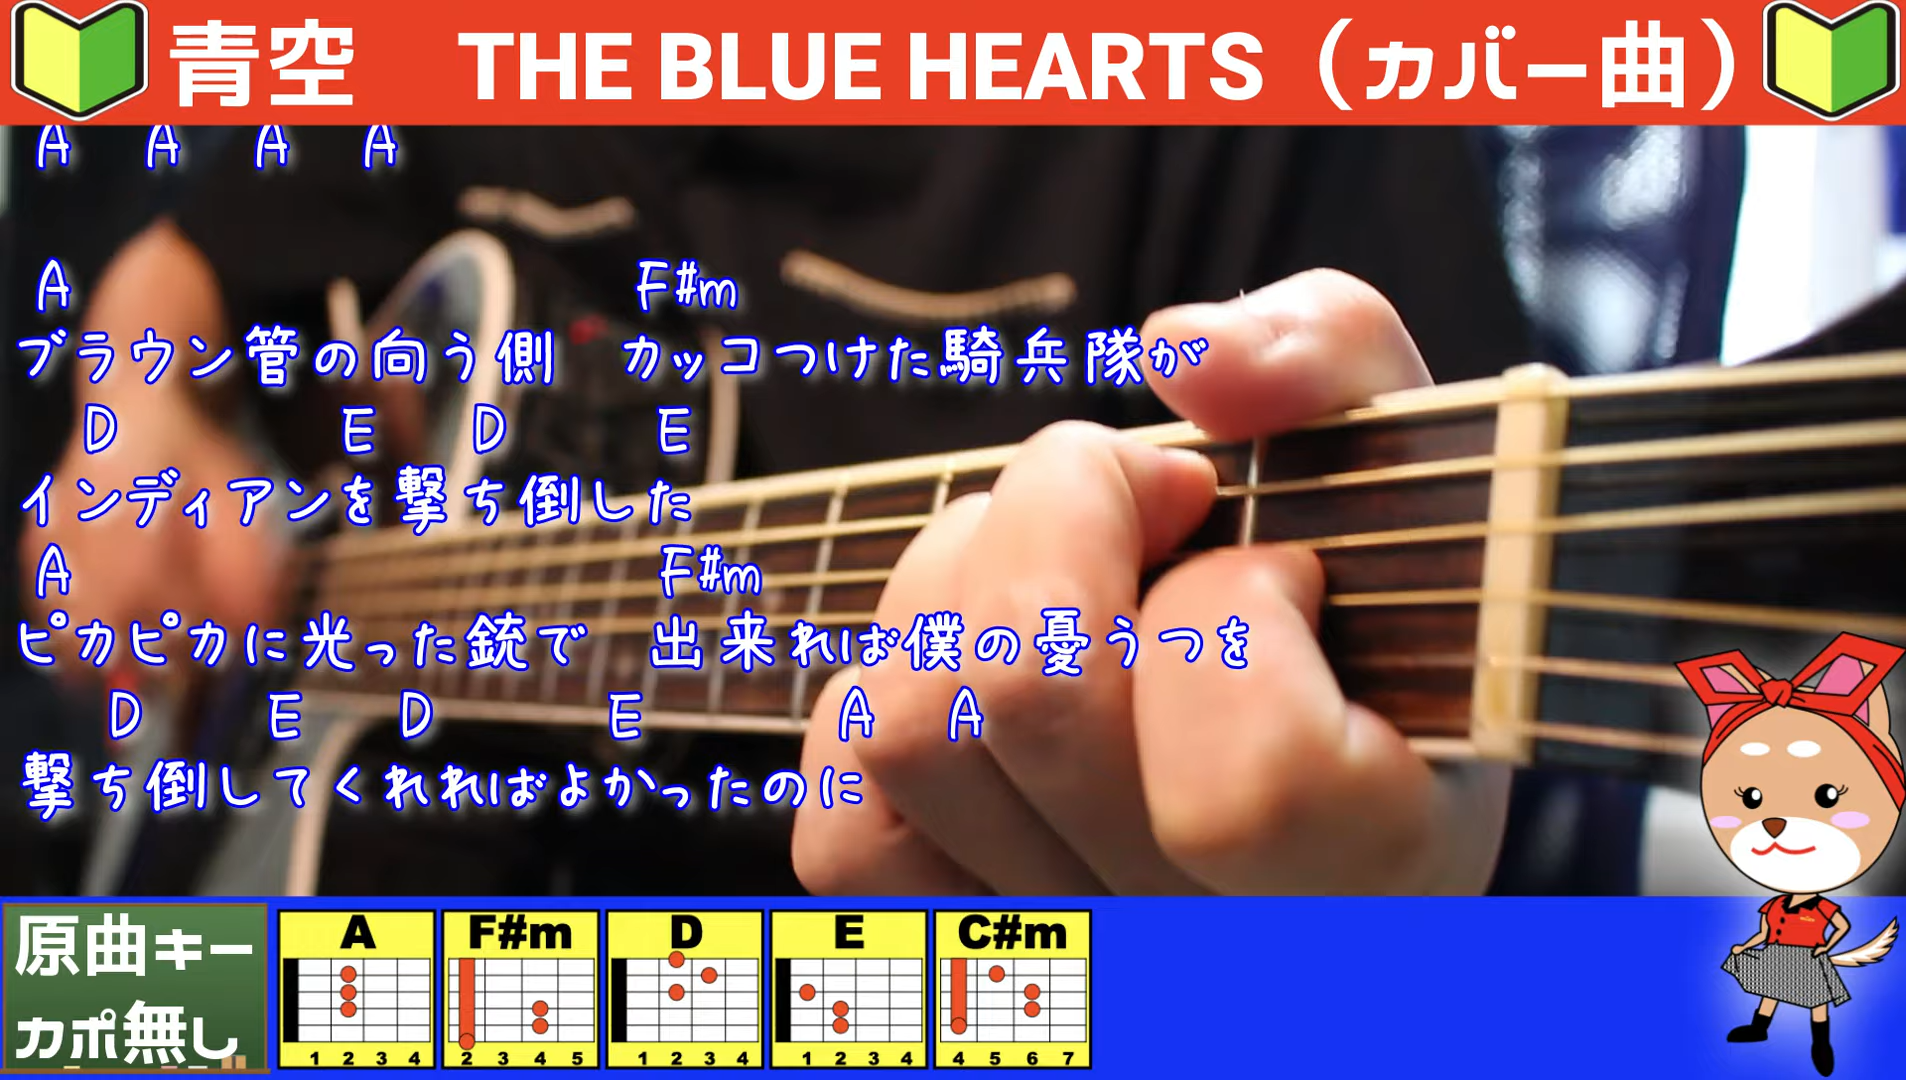 青空　THE BLUE HEARTS（カバー曲）
A A A A
A F#m
ブラウン管の向う側　カッコつけた騎兵隊が
D E D E
インディアンを撃ち倒した
A F#m
ピカピカに光った銃で　出来れば僕の憂うつを
D E D E A A
撃ち倒してくれればよかったのに
原曲キー
カポ無し
A F#m D E C#m
1 2 3 4 2 3 4 5 1 2 3 4 1 2 3 4 4 5 6 7